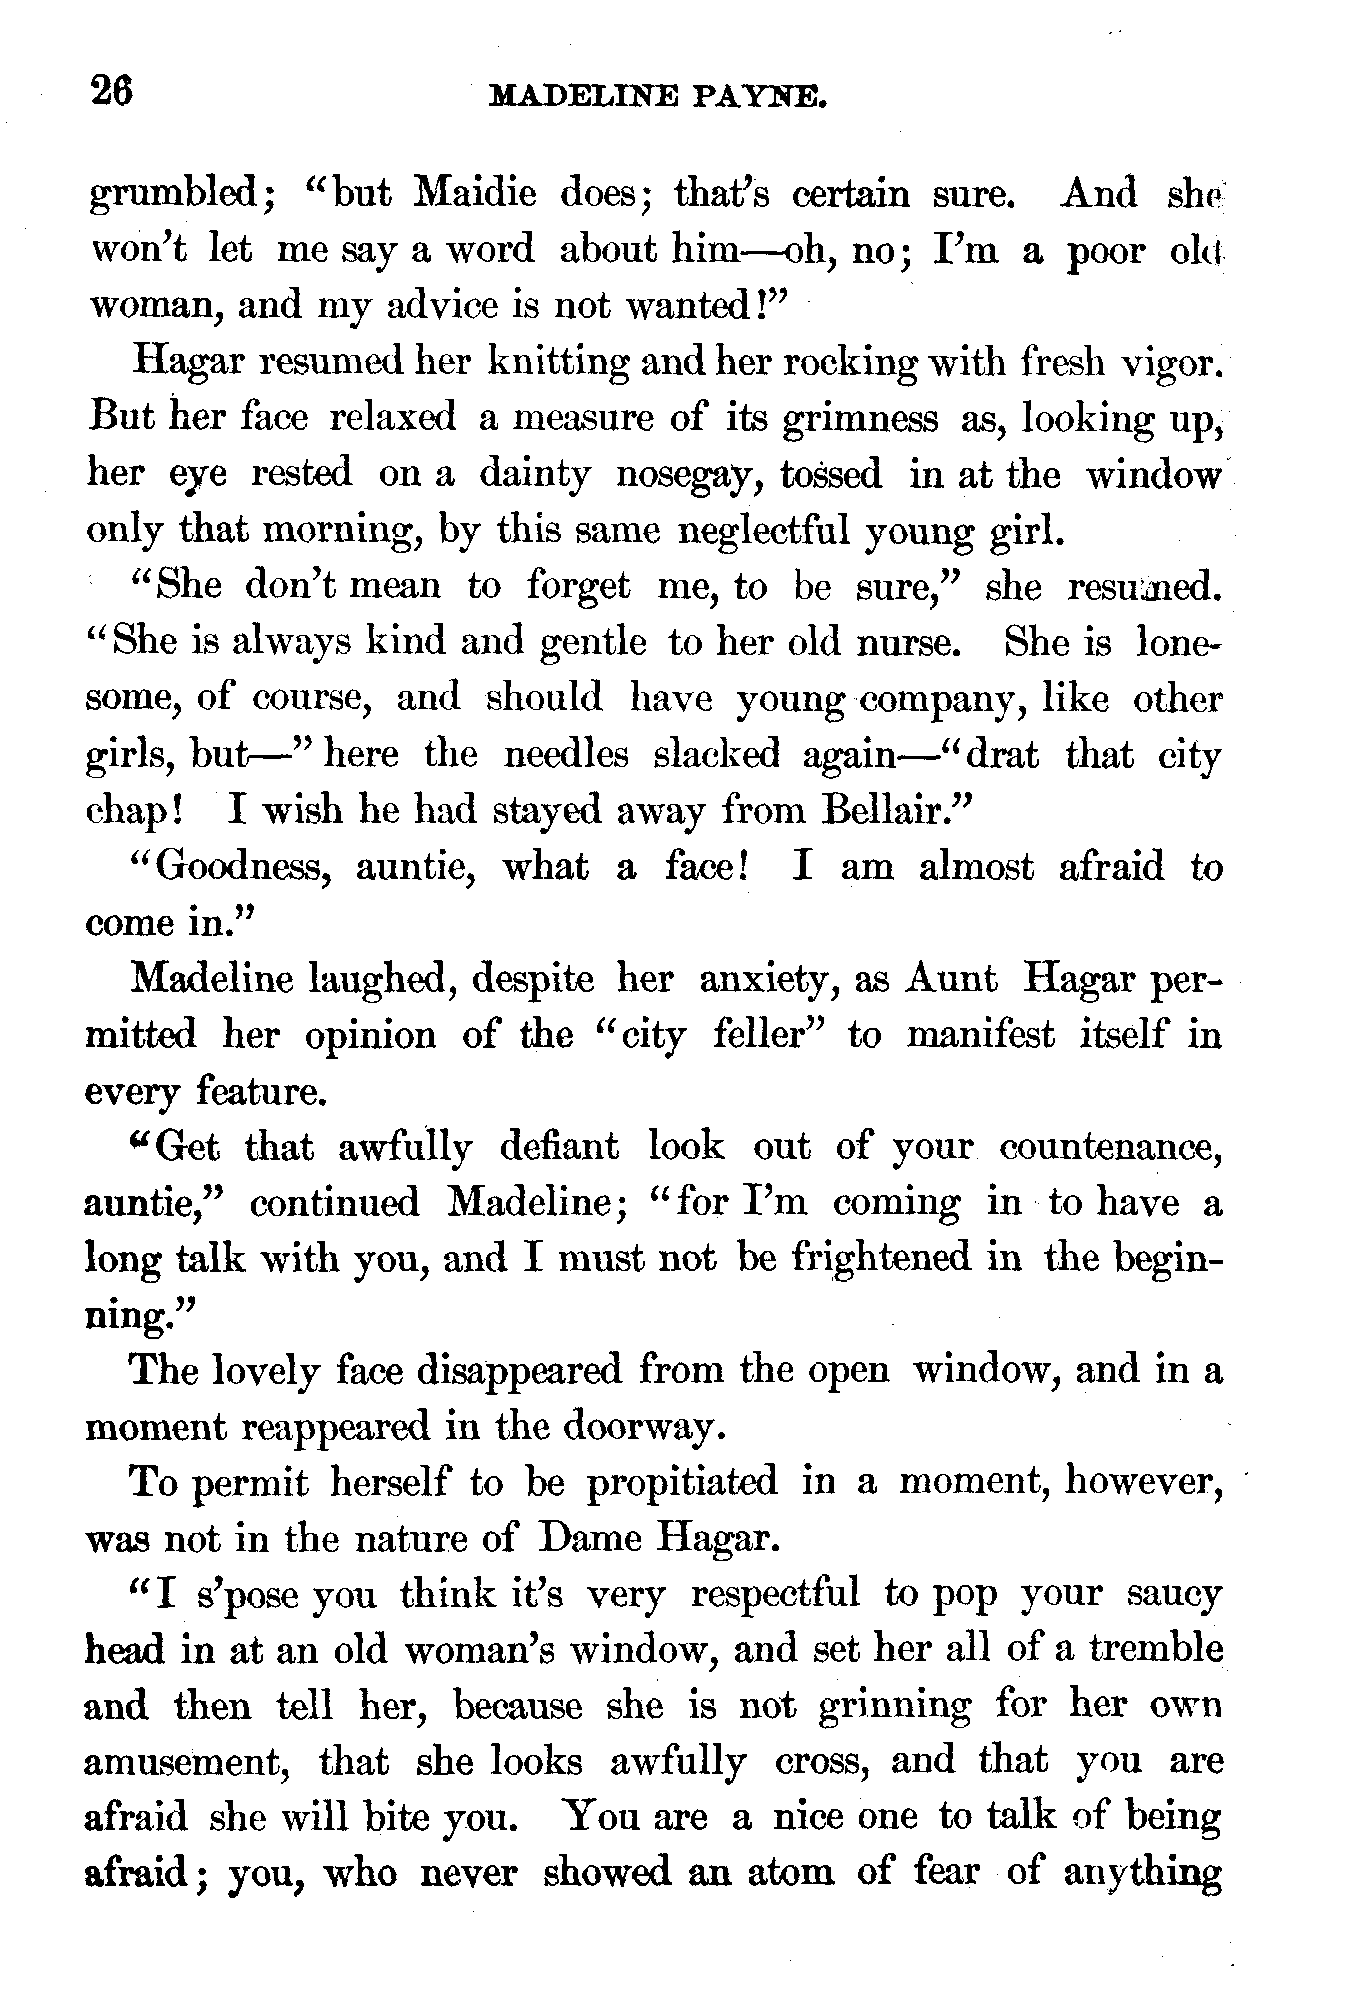 26 MADELINE PAYNE.
grumbled; "but Maidie does; that's certain sure. And she
won't let me say a word about him—oh, no; I'm a poor old
woman, and my advice is not wanted!"
Hagar resumed her knitting and her rocking with fresh vigor.
But her face relaxed a measure of its grimness as, looking up,
her eye rested on a dainty nosegay, tossed in at the window
only that morning, by this same neglectful young girl.
"She don't mean to forget me, to be sure," she resumed.
"She is always kind and gentle to her old nurse. She is lone-
some, of course, and should have young company, like other
girls, but—" here the needles slacked again—"drat that city
chap! I wish he had stayed away from Bellair."
"Goodness, auntie, what a face! I am almost afraid to
come in."
Madeline laughed, despite her anxiety, as Aunt Hagar per-
mitted her opinion of the "city feller" to manifest itself in
every feature.
"Get that awfully defiant look out of your countenance,
auntie," continued Madeline; "for I'm coming in to have a
long talk with you, and I must not be frightened in the begin-
ning."
The lovely face disappeared from the open window, and in a
moment reappeared in the doorway.
To permit herself to be propitiated in a moment, however,
was not in the nature of Dame Hagar.
"I s'pose you think it's very respectful to pop your saucy
head in at an old woman's window, and set her all of a tremble
and then tell her, because she is not grinning for her own
amusement, that she looks awfully cross, and that you are
afraid she will bite you. You are a nice one to talk of being
afraid; you, who never showed an atom of fear of anything